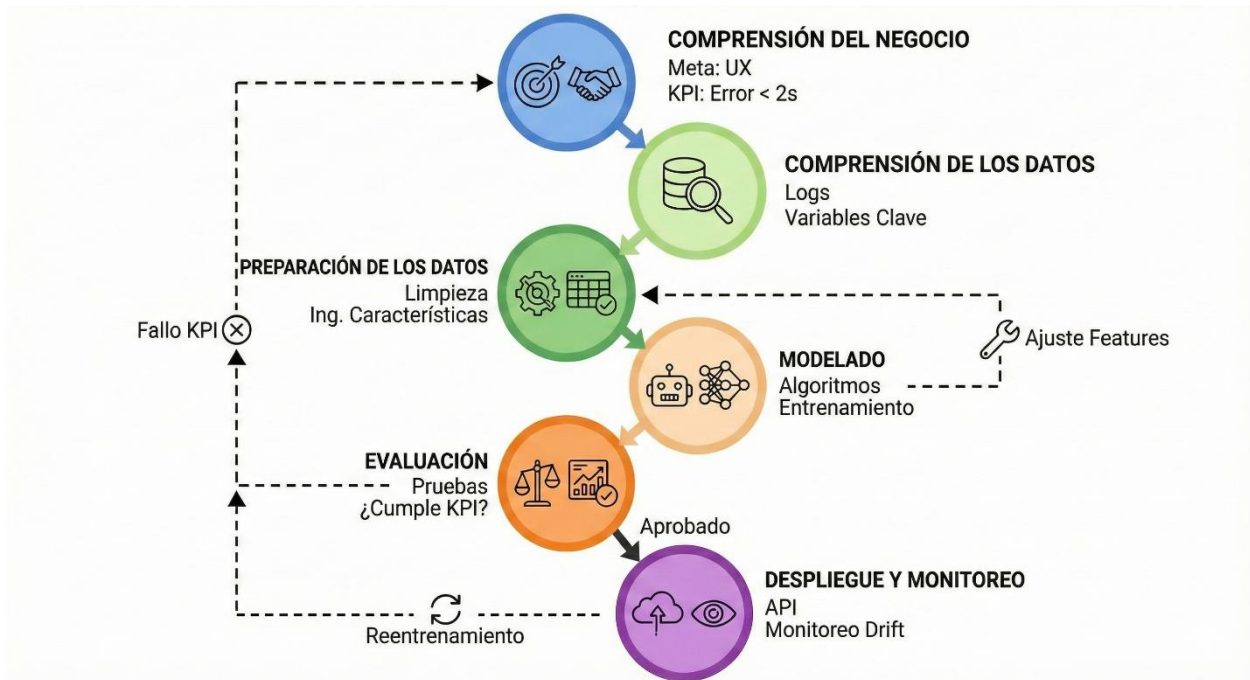 COMPRENSIÓN DEL NEGOCIO
Meta: UX
KPI: Error < 2s
COMPRENSIÓN DE LOS DATOS
Logs
Variables Clave
PREPARACIÓN DE LOS DATOS
Limpieza
Ing. Características
Fallo KPI
Ajuste Features
MODELADO
Algoritmos
Entrenamiento
EVALUACIÓN
Pruebas
¿Cumple KPI?
Aprobado
DESPLIEGUE Y MONITOREO
API
Monitoreo Drift
Reentrenamiento